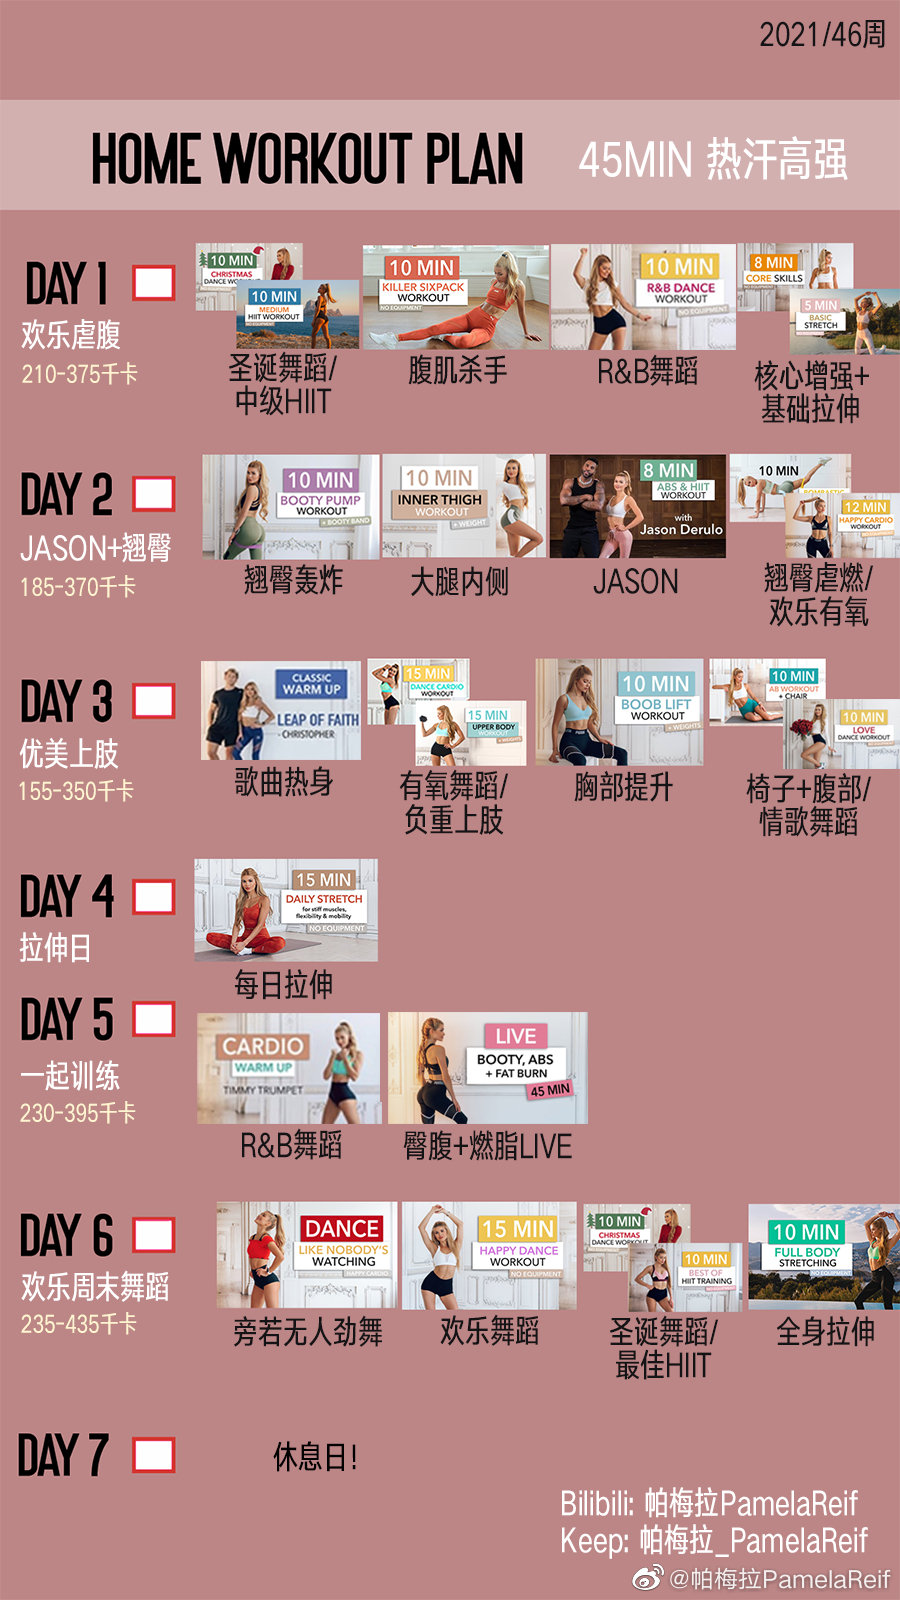 2021/46周
HOME WORKOUT PLAN 45MIN 热汗高强
DAY 1
欢乐虐腹
210-375千卡
10 MIN
CHRISTMAS
10 MIN
MEDIUM
HIIT WORKOUT
NO EQUIPMENT
圣诞舞蹈/
中级HIIT
10 MIN
KILLER SIXPACK
WORKOUT
NO EQUIPMENT
腹肌杀手
10 MIN
R&B DANCE
WORKOUT
NO EQUIPMENT
R&B舞蹈
8 MIN
CORE SKILLS
NO EQUIPMENT
5 MIN
BASIC
STRETCH
核心增强+
基础拉伸
DAY 2
JASON+翘臀
185-370千卡
10 MIN
BOOTY PUMP
WORKOUT
+ BOOTY BAND
翘臀轰炸
10 MIN
INNER THIGH
WORKOUT
+ WEIGHT
大腿内侧
8 MIN
ABS & HIIT
WORKOUT
with
Jason Derulo
JASON
10 MIN
12 MIN
HAPPY CARDIO
WORKOUT
翘臀虐燃/
欢乐有氧
DAY 3
优美上肢
155-350千卡
CLASSIC
WARM UP
LEAP OF FAITH
- CHRISTOPHER
歌曲热身
15 MIN
DANCE CARDIO
WORKOUT
15 MIN
UPPER BODY
WORKOUT
+ WEIGHTS
有氧舞蹈/
负重上肢
10 MIN
BOOB LIFT
WORKOUT
+ WEIGHTS
胸部提升
10 MIN
AB WORKOUT
+ CHAIR
10 MIN
LOVE
DANCE WORKOUT
椅子+腹部/
情歌舞蹈
DAY 4
拉伸日
15 MIN
DAILY STRETCH
for stiff muscles,
flexibility & mobility
NO EQUIPMENT
每日拉伸
DAY 5
一起训练
230-395千卡
CARDIO
WARM UP
TIMMY TRUMPET
R&B舞蹈
LIVE
BOOTY, ABS
+ FAT BURN
45 MIN
臀腹+燃脂LIVE
DAY 6
欢乐周末舞蹈
235-435千卡
DANCE
LIKE NOBODY'S
WATCHING
HAPPY CARDIO
旁若无人劲舞
15 MIN
HAPPY DANCE
WORKOUT
NO EQUIPMENT
欢乐舞蹈
10 MIN
CHRISTMAS
DANCE WORKOUT
10 MIN
BEST OF
HIIT TRAINING
圣诞舞蹈/
最佳HIIT
10 MIN
FULL BODY
STRETCHING
NO EQUIPMENT
全身拉伸
DAY 7
休息日!
Bilibili: 帕梅拉PamelaReif
Keep: 帕梅拉_PamelaReif
@帕梅拉PamelaReif